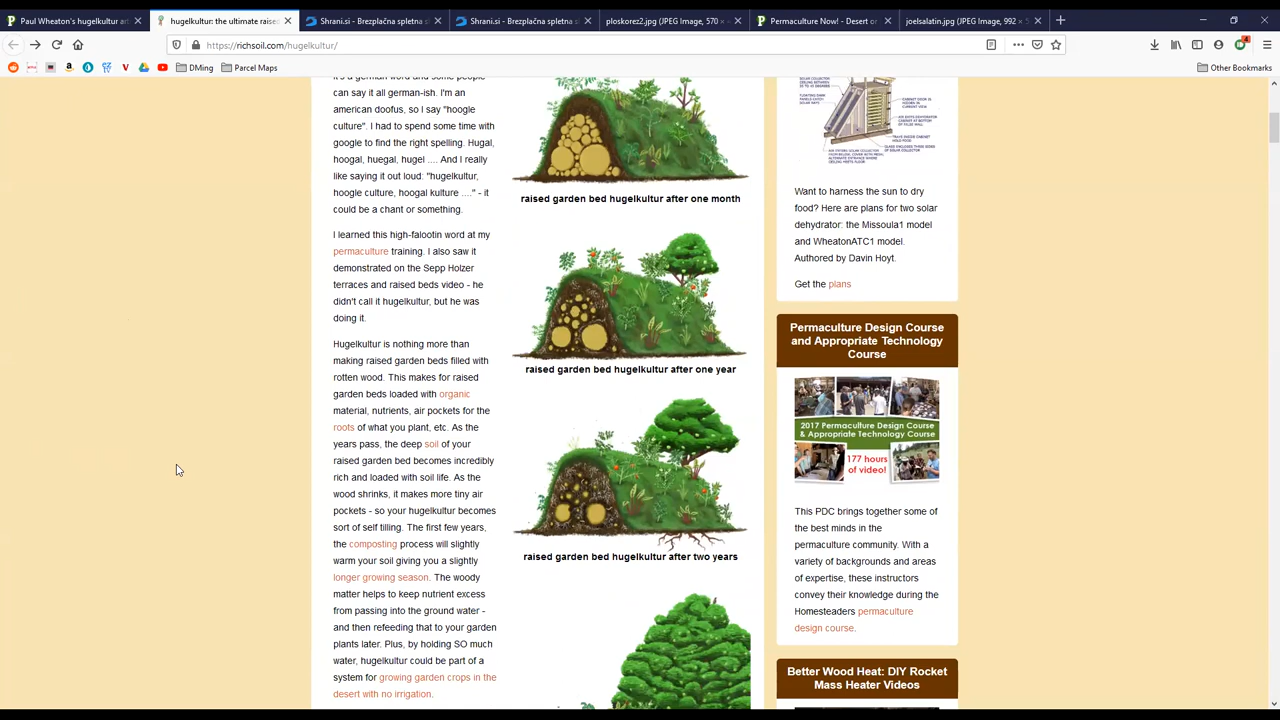 Paul Wheaton's hugelkultur art
hugelkultur: the ultimate raised
Shrani.si - Brezplačna spletna
Shrani.si - Brezplačna spletna
ploskorez2.jpg (JPEG Image, 570 ×
Permaculture Now! - Desert or
joelsalatin.jpg (JPEG Image, 992 ×
https://richsoil.com/hugelkultur/
4
DMing
Parcel Maps
Other Bookmarks
It's a german word and some people
can say it all german-ish. I'm an
american doofus, so I say "hoogle
culture". I had to spend some time with
google to find the right spelling. Hugal,
hoogal, huegal, hugel .... And I really
like saying it out loud: "hugelkultur,
hoogle culture, hoogal kulture ...." - it
could be a chant or something.
I learned this high-falootin word at my
permaculture training. I also saw it
demonstrated on the Sepp Holzer
terraces and raised beds video - he
didn't call it hugelkultur, but he was
doing it.
Hugelkultur is nothing more than
making raised garden beds filled with
rotten wood. This makes for raised
garden beds loaded with organic
material, nutrients, air pockets for the
roots of what you plant, etc. As the
years pass, the deep soil of your
raised garden bed becomes incredibly
rich and loaded with soil life. As the
wood shrinks, it makes more tiny air
pockets - so your hugelkultur becomes
sort of self tilling. The first few years,
the composting process will slightly
warm your soil giving you a slightly
longer growing season. The woody
matter helps to keep nutrient excess
from passing into the ground water -
and then refeeding that to your garden
plants later. Plus, by holding SO much
water, hugelkultur could be part of a
system for growing garden crops in the
desert with no irrigation.
raised garden bed hugelkultur after one month
raised garden bed hugelkultur after one year
raised garden bed hugelkultur after two years
Want to harness the sun to dry
food? Here are plans for two solar
dehydrator: the Missoula1 model
and WheatonATC1 model.
Authored by Davin Hoyt.
Get the plans
Permaculture Design Course
and Appropriate Technology
Course
2017 Permaculture Design Course
& Appropriate Technology Course
177 hours
of video!
This PDC brings together some of
the best minds in the
permaculture community. With a
variety of backgrounds and areas
of expertise, these instructors
convey their knowledge during the
Homesteaders permaculture
design course.
Better Wood Heat: DIY Rocket
Mass Heater Videos